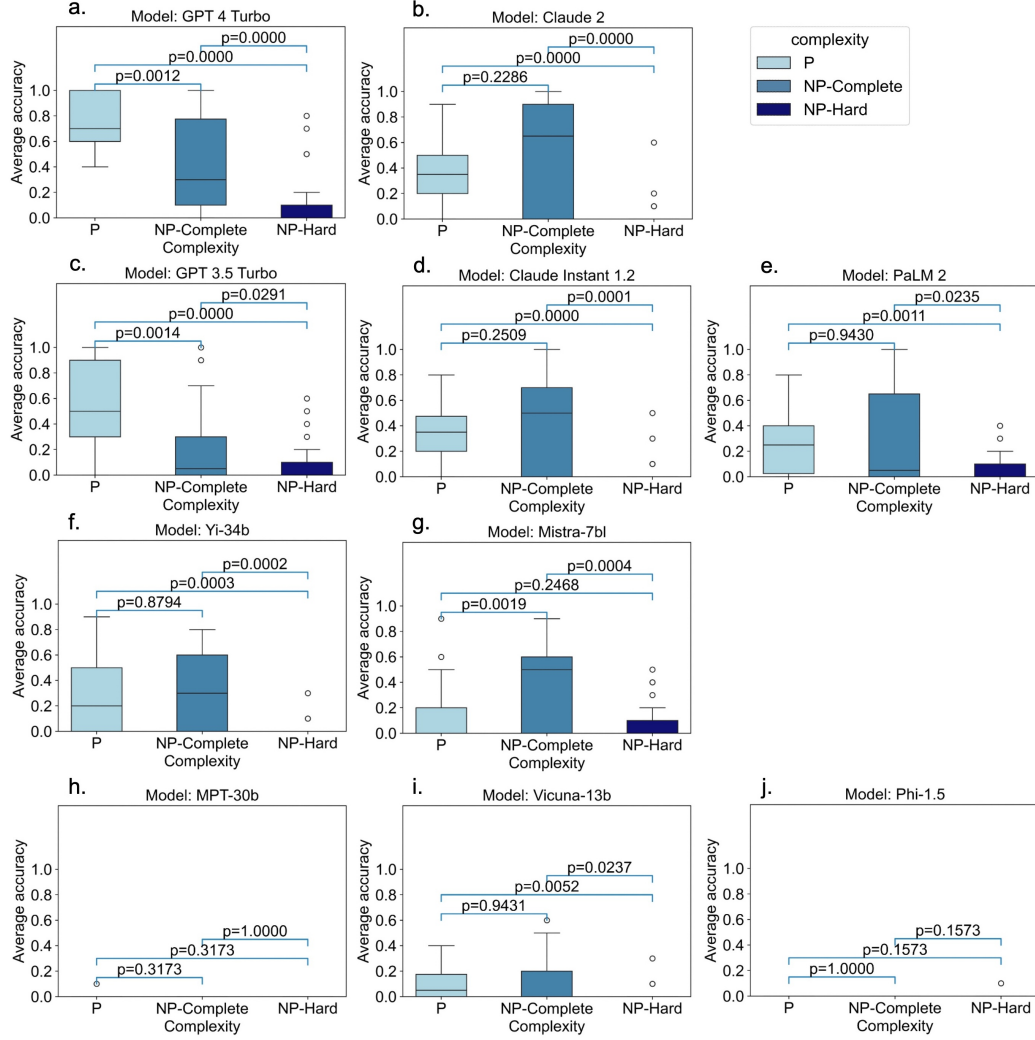 a.
Model: GPT 4 Turbo
p=0.0000
p=0.0000
p=0.0012
Average accuracy
1.0
0.8
0.6
0.4
0.2
0.0
P NP-Complete NP-Hard
Complexity
b.
Model: Claude 2
p=0.0000
p=0.0000
p=0.2286
Average accuracy
1.0
0.8
0.6
0.4
0.2
0.0
P NP-Complete NP-Hard
Complexity
complexity
P
NP-Complete
NP-Hard
c.
Model: GPT 3.5 Turbo
p=0.0291
p=0.0000
p=0.0014
Average accuracy
1.0
0.8
0.6
0.4
0.2
0.0
P NP-Complete NP-Hard
Complexity
d.
Model: Claude Instant 1.2
p=0.0001
p=0.0000
p=0.2509
Average accuracy
1.0
0.8
0.6
0.4
0.2
0.0
P NP-Complete NP-Hard
Complexity
e.
Model: PaLM 2
p=0.0235
p=0.0011
p=0.9430
Average accuracy
1.0
0.8
0.6
0.4
0.2
0.0
P NP-Complete NP-Hard
Complexity
f.
Model: Yi-34b
p=0.0002
p=0.0003
p=0.8794
Average accuracy
1.0
0.8
0.6
0.4
0.2
0.0
P NP-Complete NP-Hard
Complexity
g.
Model: Mistra-7bl
p=0.0004
p=0.2468
p=0.0019
Average accuracy
1.0
0.8
0.6
0.4
0.2
0.0
P NP-Complete NP-Hard
Complexity
h.
Model: MPT-30b
p=1.0000
p=0.3173
p=0.3173
Average accuracy
1.0
0.8
0.6
0.4
0.2
0.0
P NP-Complete NP-Hard
Complexity
i.
Model: Vicuna-13b
p=0.0237
p=0.0052
p=0.9431
Average accuracy
1.0
0.8
0.6
0.4
0.2
0.0
P NP-Complete NP-Hard
Complexity
j.
Model: Phi-1.5
p=0.1573
p=0.1573
p=1.0000
Average accuracy
1.0
0.8
0.6
0.4
0.2
0.0
P NP-Complete NP-Hard
Complexity